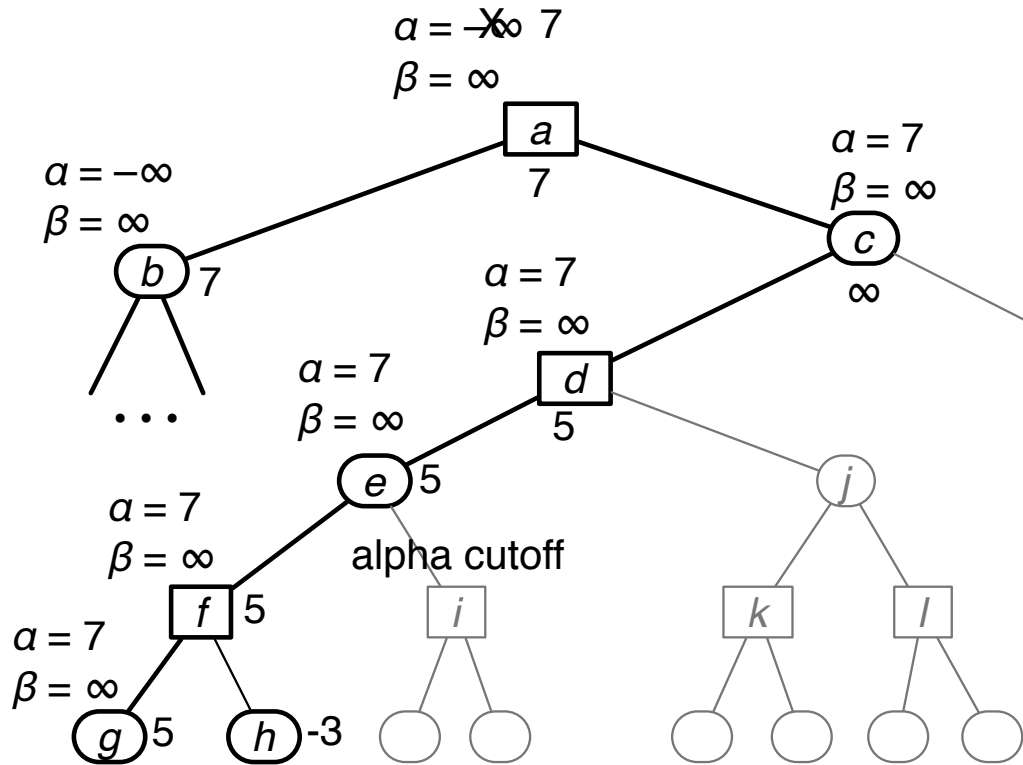 α = −∞ 7
X
β = ∞
a
7
α = 7
β = ∞
c
∞
α = −∞
β = ∞
b
7
...
α = 7
β = ∞
d
5
α = 7
β = ∞
e
5
j
α = 7
β = ∞
alpha cutoff
f
5
i
k
l
α = 7
β = ∞
g
5
h
-3